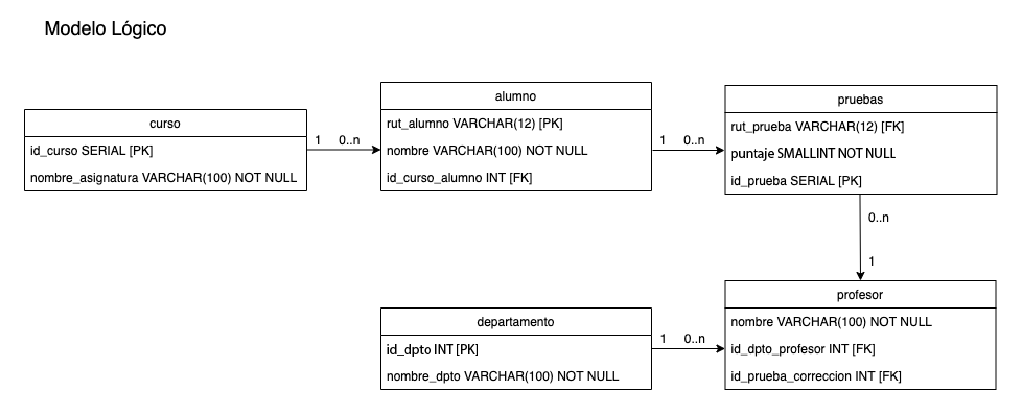 Modelo Lógico
curso
id_curso SERIAL [PK]
nombre_asignatura VARCHAR(100) NOT NULL
1 0..n
alumno
rut_alumno VARCHAR(12) [PK]
nombre VARCHAR(100) NOT NULL
id_curso_alumno INT [FK]
1 0..n
pruebas
rut_prueba VARCHAR(12) [FK]
puntaje SMALLINT NOT NULL
id_prueba SERIAL [PK]
0..n
1
departamento
id_dpto INT [PK]
nombre_dpto VARCHAR(100) NOT NULL
1 0..n
profesor
nombre VARCHAR(100) NOT NULL
id_dpto_profesor INT [FK]
id_prueba_correccion INT [FK]